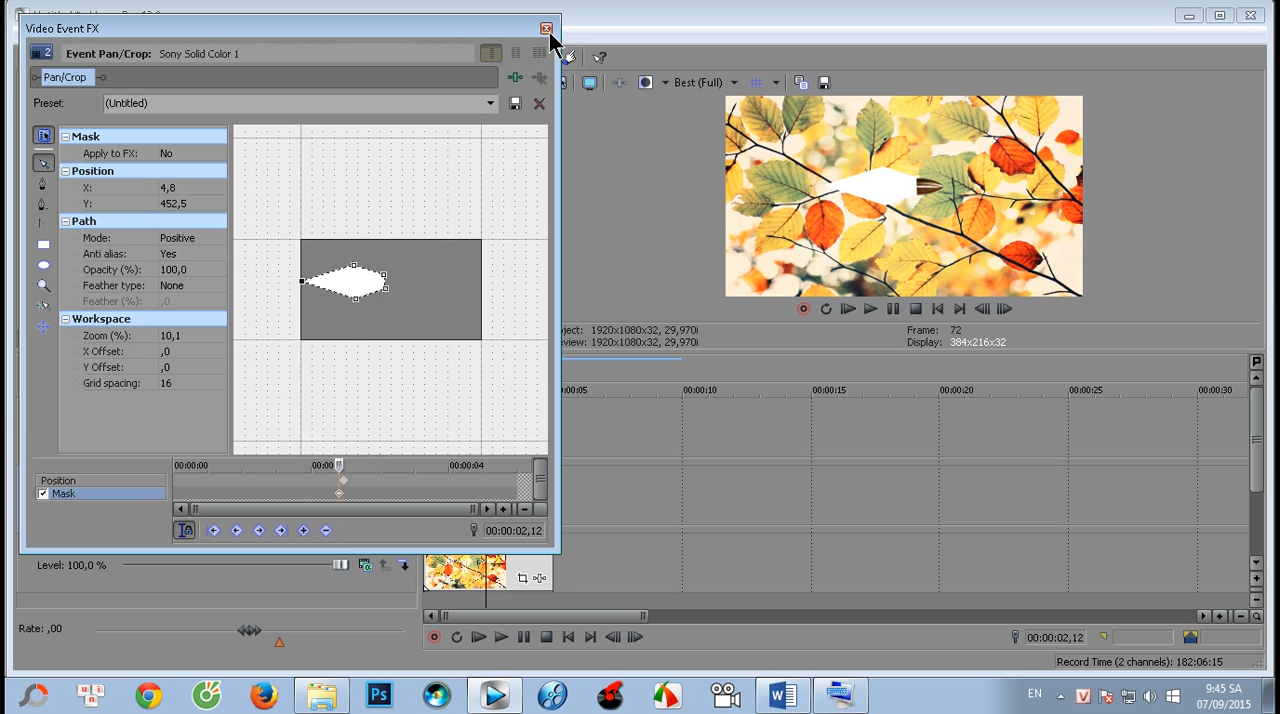 Video Event FX
2 Event Pan/Crop: Sony Solid Color 1
Pan/Crop
Preset: (Untitled)
Best (Full)
Mask
Apply to FX: No
Position
X: 4,8
Y: 452,5
Path
Mode: Positive
Anti alias: Yes
Opacity (%): 100,0
Feather type: None
Feather (%): ,0
Workspace
Zoom (%): 10,1
X Offset: ,0
Y Offset: ,0
Grid spacing: 16
oject: 1920x1080x32, 29,970i
eview: 1920x1080x32, 29,970i
Frame: 72
Display: 384x216x32
0:00:05 00:00:10 00:00:15 00:00:20 00:00:25 00:00:30
00:00:00 00:00 00:00:04
Position
Mask
00:00:02,12
Level: 100,0 %
Rate: ,00
00:00:02,12
Record Time (2 channels): 182:06:15
EN
9:45 SA
07/09/2015